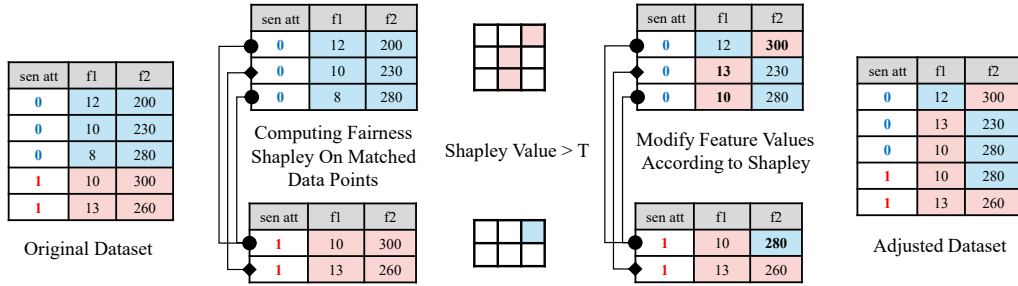 sen att f1 f2
0 12 200
0 10 230
0 8 280
1 10 300
1 13 260
Original Dataset
sen att f1 f2
0 12 200
0 10 230
0 8 280
Computing Fairness
Shapley On Matched
Data Points
sen att f1 f2
1 10 300
1 13 260
Shapley Value > T
sen att f1 f2
0 12 300
0 13 230
0 10 280
Modify Feature Values
According to Shapley
sen att f1 f2
1 10 280
1 13 260
sen att f1 f2
0 12 300
0 13 230
0 10 280
1 10 280
1 13 260
Adjusted Dataset